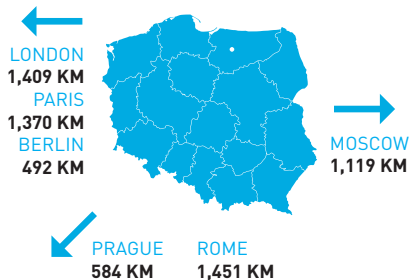 LONDON
1,409 KM
PARIS
1,370 KM
BERLIN
492 KM
MOSCOW
1,119 KM
PRAGUE ROME
584 KM 1,451 KM